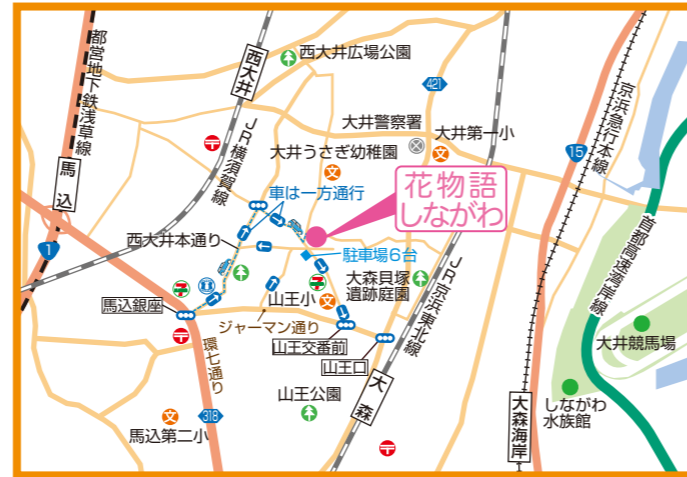 都営地下鉄浅草線
馬込
1
西大井
西大井広場公園
JR横須賀線
421
大井警察署
大井第一小
大井うさぎ幼稚園
京浜急行本線
15
花物語
しながわ
車は一方通行
西大井本通り
駐車場6台
首都高速湾岸線
大森貝塚
遺跡庭園
JR京浜東北線
山王小
馬込銀座
ジャーマン通り
山王交番前
山王口
環七通り
大井競馬場
大森
山王公園
しながわ
水族館
大森海岸
318
馬込第二小
文
文
文
文
7
7